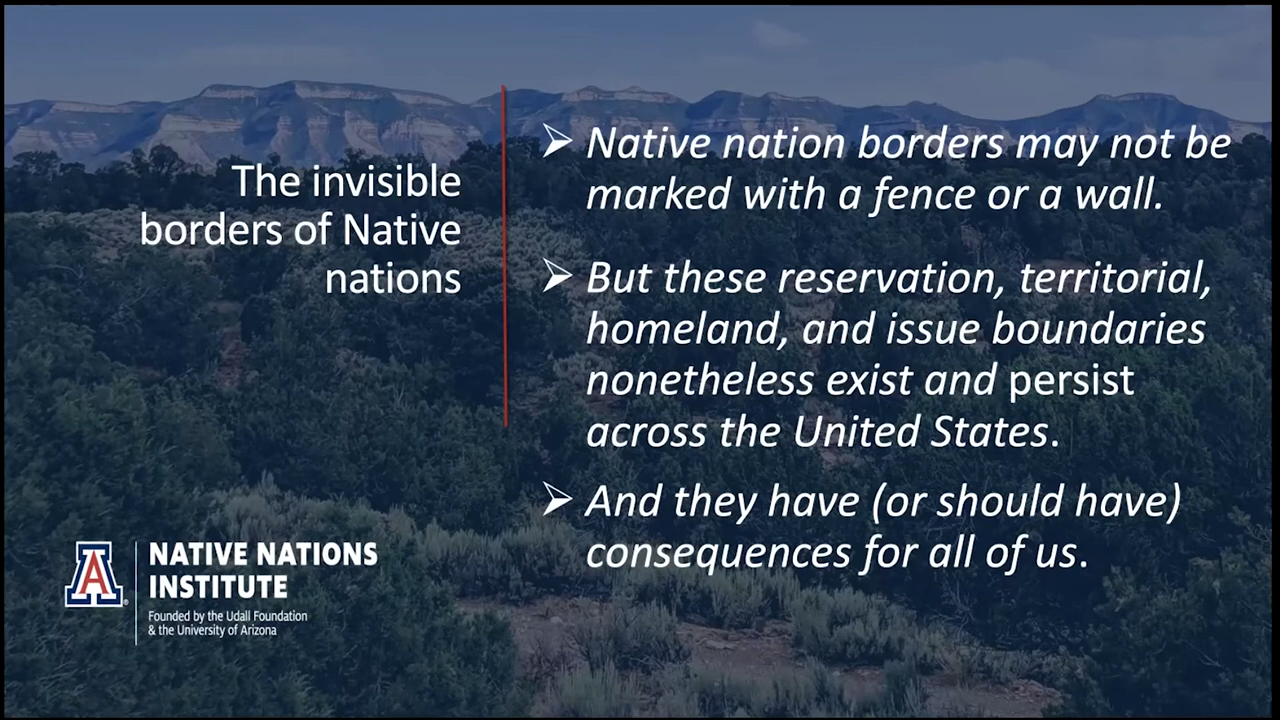 The invisible
borders of Native
nations
➢ Native nation borders may not be
marked with a fence or a wall.
➢ But these reservation, territorial,
homeland, and issue boundaries
nonetheless exist and persist
across the United States.
➢ And they have (or should have)
consequences for all of us.
A
NATIVE NATIONS
INSTITUTE
Founded by the Udall Foundation
& the University of Arizona